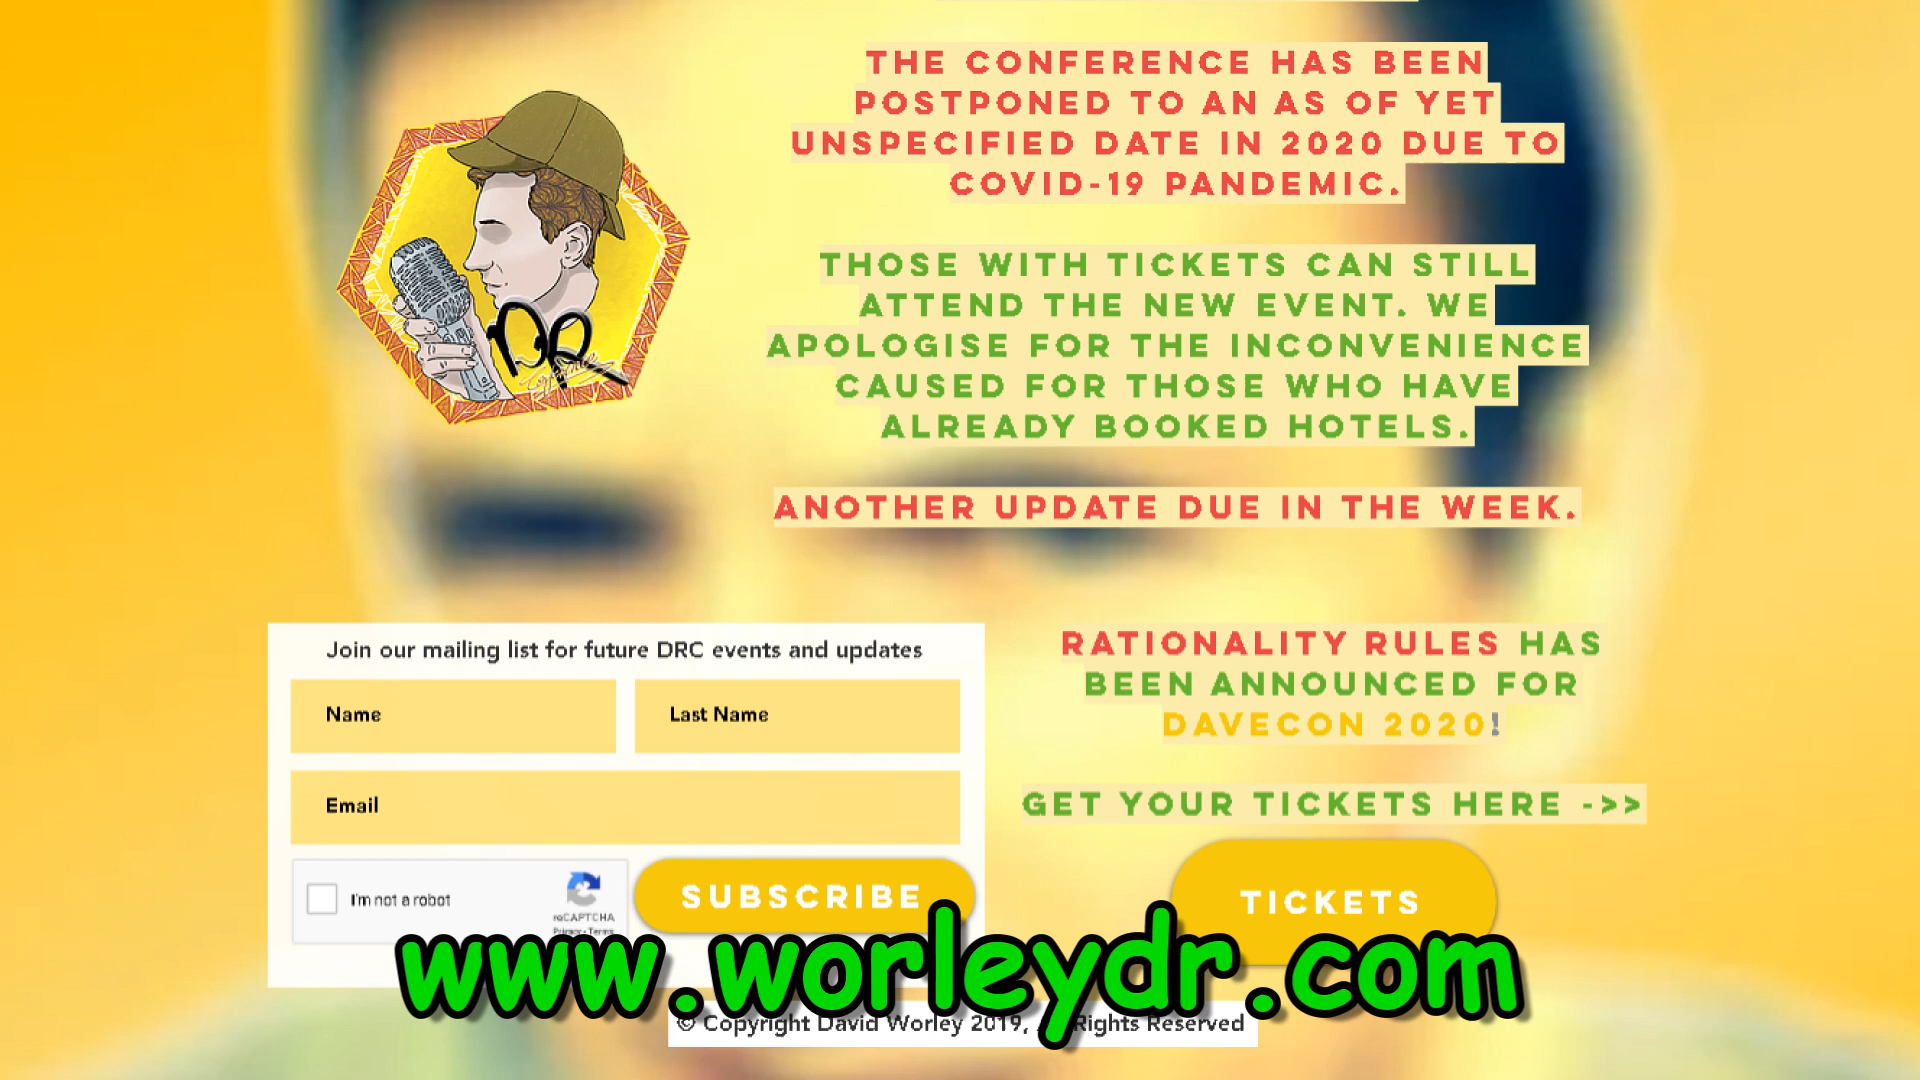 THE CONFERENCE HAS BEEN
POSTPONED TO AN AS OF YET
UNSPECIFIED DATE IN 2020 DUE TO
COVID-19 PANDEMIC.
THOSE WITH TICKETS CAN STILL
ATTEND THE NEW EVENT. WE
APOLOGISE FOR THE INCONVENIENCE
CAUSED FOR THOSE WHO HAVE
ALREADY BOOKED HOTELS.
ANOTHER UPDATE DUE IN THE WEEK.
DR
Join our mailing list for future DRC events and updates
Name
Last Name
Email
I'm not a robot
reCAPTCHA
Privacy - Terms
SUBSCRIBE
RATIONALITY RULES HAS
BEEN ANNOUNCED FOR
DAVECON 2020!
GET YOUR TICKETS HERE ->>
TICKETS
www.worleydr.com
© Copyright David Worley 2019, Rights Reserved